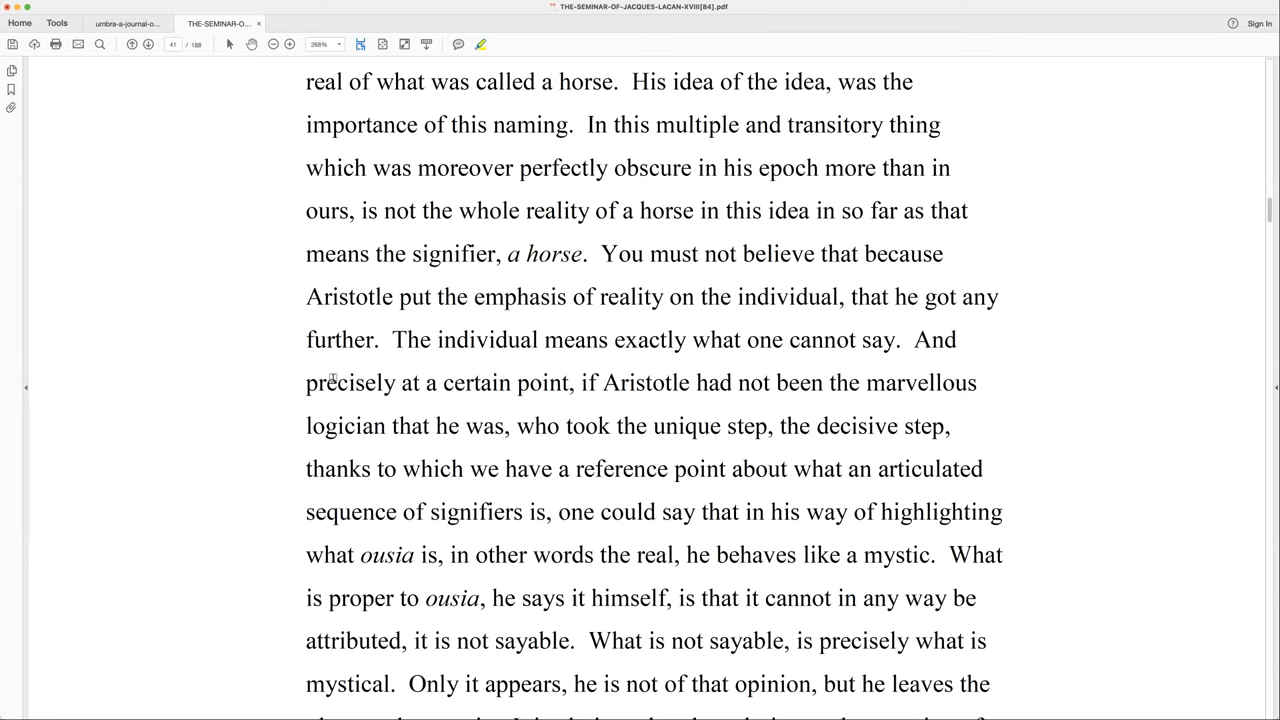 THE-SEMINAR-OF-JACQUES-LACAN-XVIII[84].pdf
Home Tools umbra-a-journal-o... THE-SEMINAR-O... × Sign In
41 / 188 268%
real of what was called a horse. His idea of the idea, was the
importance of this naming. In this multiple and transitory thing
which was moreover perfectly obscure in his epoch more than in
ours, is not the whole reality of a horse in this idea in so far as that
means the signifier, a horse. You must not believe that because
Aristotle put the emphasis of reality on the individual, that he got any
further. The individual means exactly what one cannot say. And
precisely at a certain point, if Aristotle had not been the marvellous
logician that he was, who took the unique step, the decisive step,
thanks to which we have a reference point about what an articulated
sequence of signifiers is, one could say that in his way of highlighting
what ousia is, in other words the real, he behaves like a mystic. What
is proper to ousia, he says it himself, is that it cannot in any way be
attributed, it is not sayable. What is not sayable, is precisely what is
mystical. Only it appears, he is not of that opinion, but he leaves the